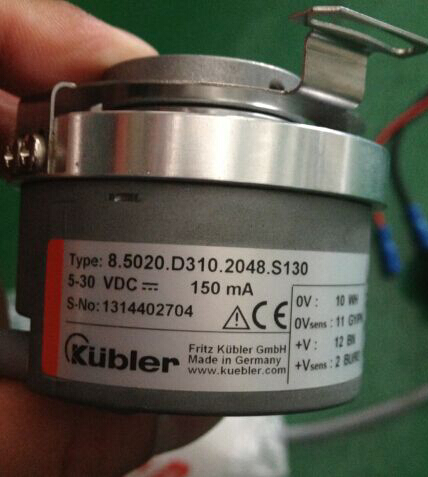 Type: 8.5020.D310.2048.S130
5-30 VDC 150 mA
S-No: 1314402704
CE
Kübler
Fritz Kübler GmbH
Made in Germany
www.kuebler.com
0V : 10 WH
0Vsens : 11
+V : 12 BN
+Vsens : 2